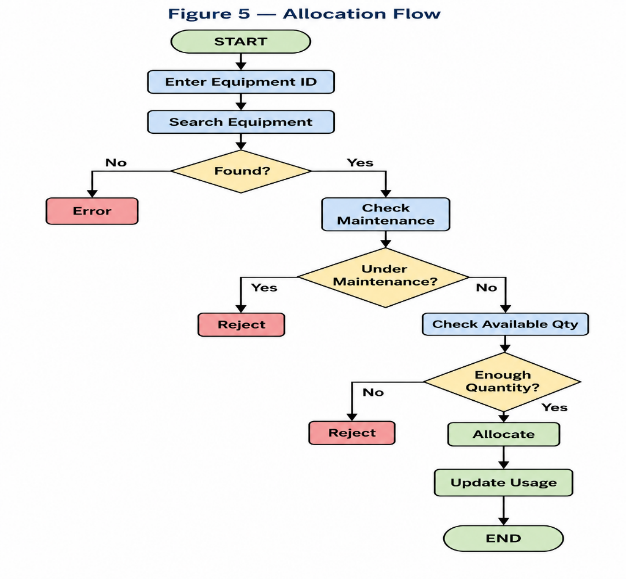 Figure 5 — Allocation Flow
START
Enter Equipment ID
Search Equipment
Found?
No
Yes
Error
Check
Maintenance
Under
Maintenance?
Yes
No
Reject
Check Available Qty
Enough
Quantity?
No
Yes
Reject
Allocate
Update Usage
END